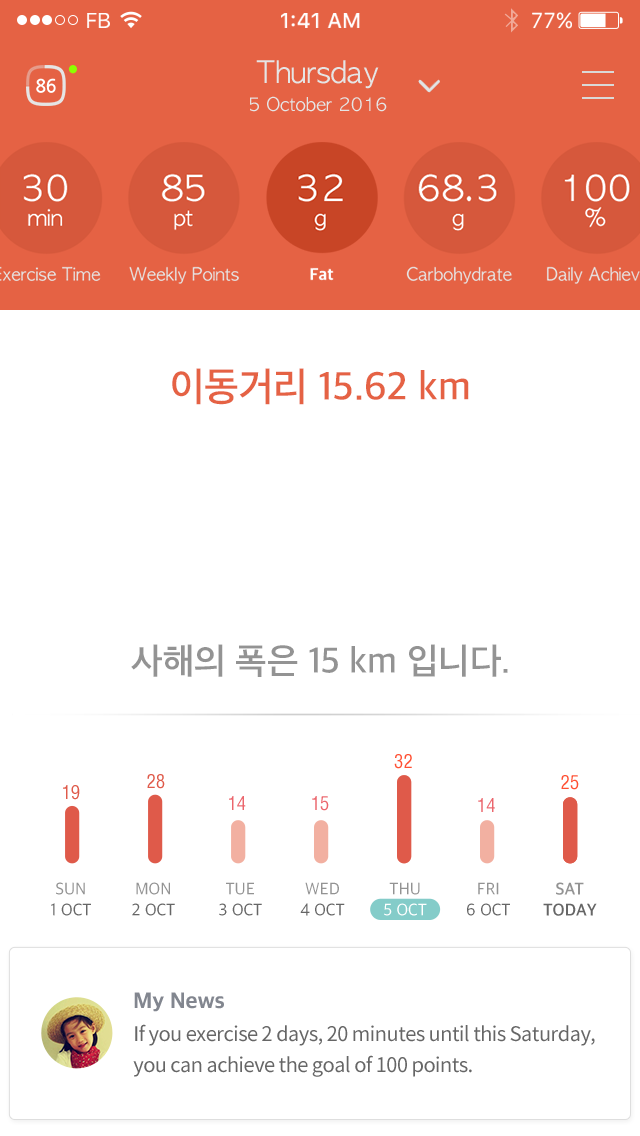 FB 1:41 AM 77%
86
Thursday
5 October 2016
30 85 32 68.3 100
min pt g g %
Exercise Time Weekly Points Fat Carbohydrate Daily Achiev
이동거리 15.62 km
사해의 폭은 15 km 입니다.
19 28 14 15 32 14 25
SUN MON TUE WED THU FRI SAT
1 OCT 2 OCT 3 OCT 4 OCT 5 OCT 6 OCT TODAY
My News
If you exercise 2 days, 20 minutes until this Saturday,
you can achieve the goal of 100 points.